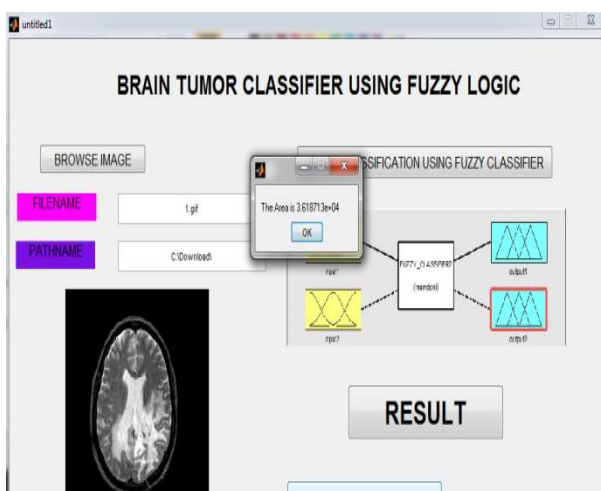 untitled1
BRAIN TUMOR CLASSIFIER USING FUZZY LOGIC
BROWSE IMAGE
SSIFICATION USING FUZZY CLASSIFIER
FILENAME
1.gif
The Area is 3.618713e+04
OK
PATHNAME
C:\Download\
input1
FUZZY_CLASSIFIER2
(mamdani)
output1
input2
output2
RESULT